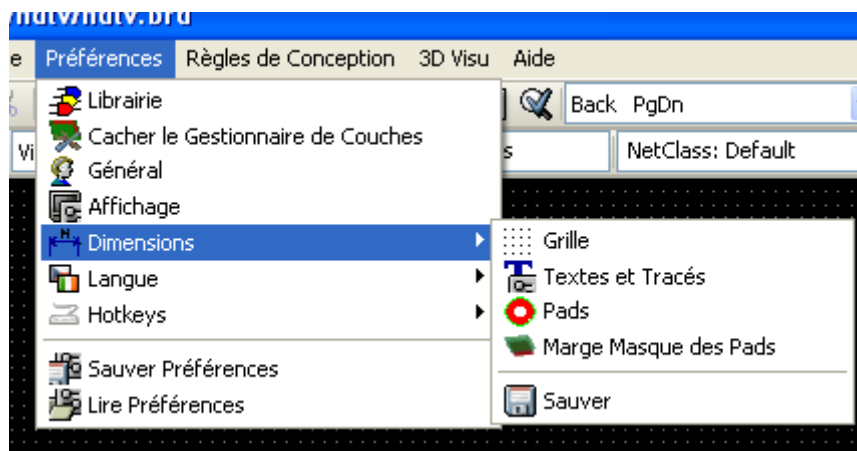 Préférences Règles de Conception 3D Visu Aide
Librairie
Back PgDn
Cacher le Gestionnaire de Couches
NetClass: Default
Général
Affichage
Dimensions
Grille
Langue
Textes et Tracés
Hotkeys
Pads
Marge Masque des Pads
Sauver Préférences
Lire Préférences
Sauver